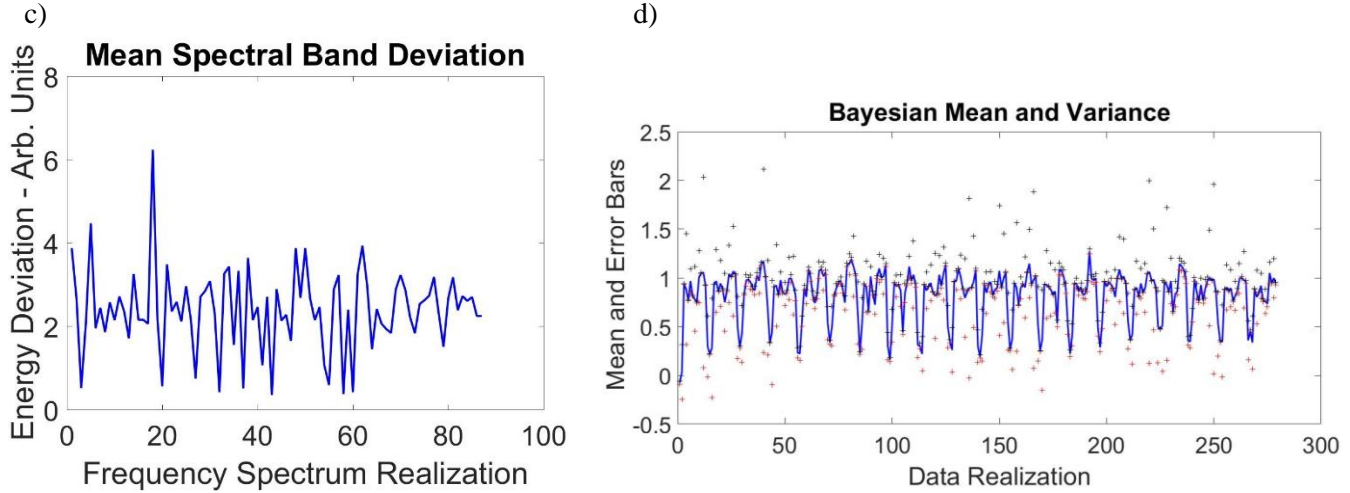 c)
Mean Spectral Band Deviation
Energy Deviation - Arb. Units
8
6
4
2
0
0 20 40 60 80 100
Frequency Spectrum Realization
d)
Bayesian Mean and Variance
Mean and Error Bars
2.5
2
1.5
1
0.5
0
-0.5
0 50 100 150 200 250 300
Data Realization